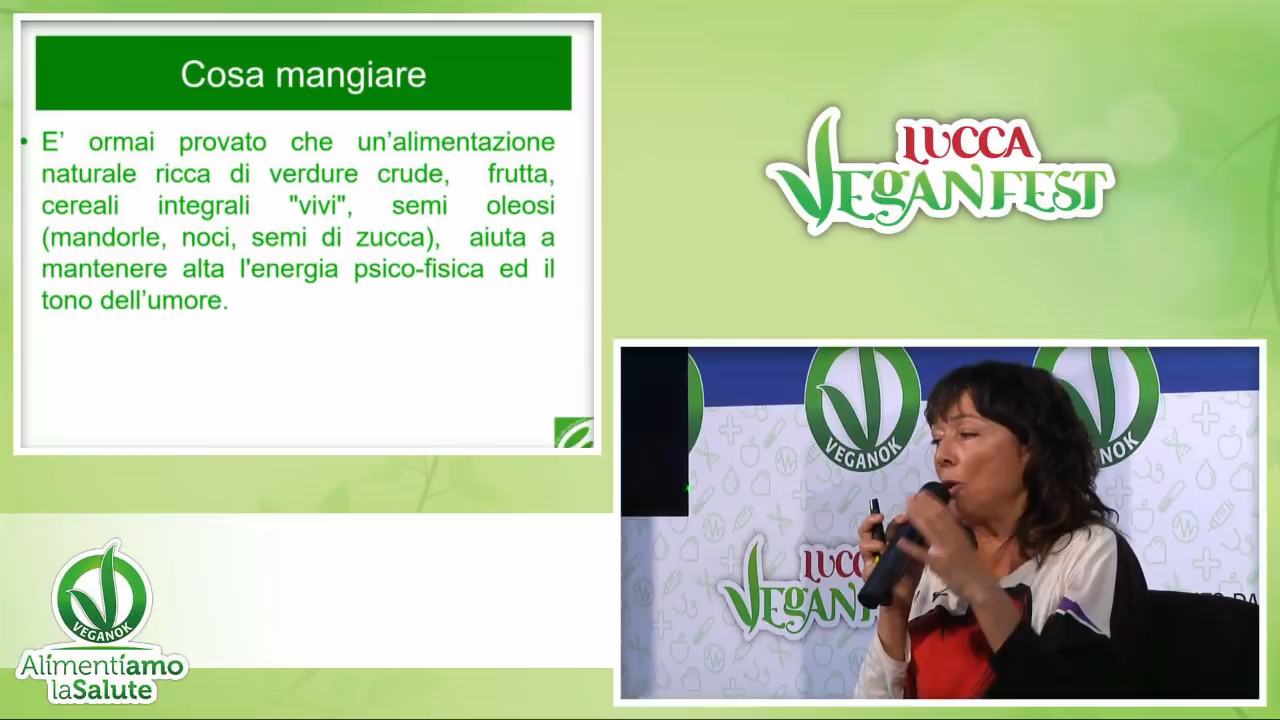 Cosa mangiare
• E’ ormai provato che un’alimentazione
naturale ricca di verdure crude, frutta,
cereali integrali "vivi", semi oleosi
(mandorle, noci, semi di zucca), aiuta a
mantenere alta l'energia psico-fisica ed il
tono dell’umore.
LUCCA
VEGANFEST
VEGANOK
VEGANOK
LUCC
VEGANF
VEGANOK
Alimentiamo
laSalute